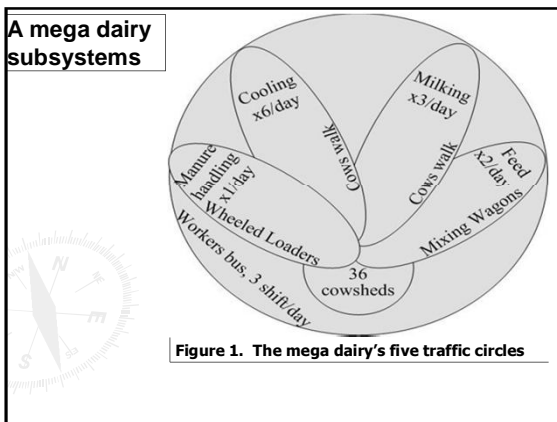 A mega dairy
subsystems
Cooling
x6/day
Cows walk
Milking
x3/day
Cows walk
Manure
handling
x1/day
Wheeled Loaders
Feed
x2/day
Mixing Wagons
Workers bus, 3 shift/day
36
cowsheds
N
E
S
Figure 1. The mega dairy's five traffic circles